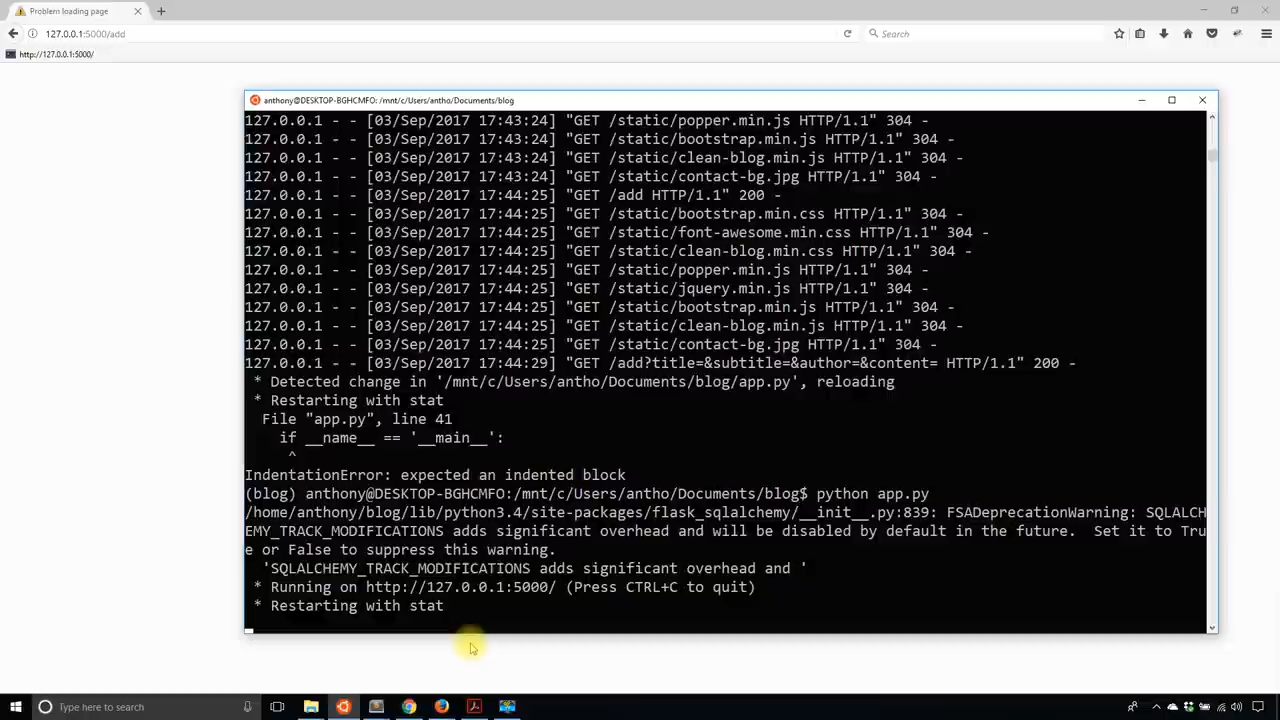 Problem loading page
127.0.0.1:5000/add
Search
http://127.0.0.1:5000/
anthony@DESKTOP-BGHCMFO: /mnt/c/Users/antho/Documents/blog
127.0.0.1 - - [03/Sep/2017 17:43:24] "GET /static/popper.min.js HTTP/1.1" 304 -
127.0.0.1 - - [03/Sep/2017 17:43:24] "GET /static/bootstrap.min.js HTTP/1.1" 304 -
127.0.0.1 - - [03/Sep/2017 17:43:24] "GET /static/clean-blog.min.js HTTP/1.1" 304 -
127.0.0.1 - - [03/Sep/2017 17:43:24] "GET /static/contact-bg.jpg HTTP/1.1" 304 -
127.0.0.1 - - [03/Sep/2017 17:44:25] "GET /add HTTP/1.1" 200 -
127.0.0.1 - - [03/Sep/2017 17:44:25] "GET /static/bootstrap.min.css HTTP/1.1" 304 -
127.0.0.1 - - [03/Sep/2017 17:44:25] "GET /static/font-awesome.min.css HTTP/1.1" 304 -
127.0.0.1 - - [03/Sep/2017 17:44:25] "GET /static/clean-blog.min.css HTTP/1.1" 304 -
127.0.0.1 - - [03/Sep/2017 17:44:25] "GET /static/popper.min.js HTTP/1.1" 304 -
127.0.0.1 - - [03/Sep/2017 17:44:25] "GET /static/jquery.min.js HTTP/1.1" 304 -
127.0.0.1 - - [03/Sep/2017 17:44:25] "GET /static/bootstrap.min.js HTTP/1.1" 304 -
127.0.0.1 - - [03/Sep/2017 17:44:25] "GET /static/clean-blog.min.js HTTP/1.1" 304 -
127.0.0.1 - - [03/Sep/2017 17:44:25] "GET /static/contact-bg.jpg HTTP/1.1" 304 -
127.0.0.1 - - [03/Sep/2017 17:44:29] "GET /add?title=&subtitle=&author=&content= HTTP/1.1" 200 -
* Detected change in '/mnt/c/Users/antho/Documents/blog/app.py', reloading
* Restarting with stat
File "app.py", line 41
if __name__ == '__main__':
^
IndentationError: expected an indented block
(blog) anthony@DESKTOP-BGHCMFO:/mnt/c/Users/antho/Documents/blog$ python app.py
/home/anthony/blog/lib/python3.4/site-packages/flask_sqlalchemy/__init__.py:839: FSADeprecationWarning: SQLALCH
EMY_TRACK_MODIFICATIONS adds significant overhead and will be disabled by default in the future.  Set it to Tru
e or False to suppress this warning.
'SQLALCHEMY_TRACK_MODIFICATIONS adds significant overhead and '
* Running on http://127.0.0.1:5000/ (Press CTRL+C to quit)
* Restarting with stat
Type here to search